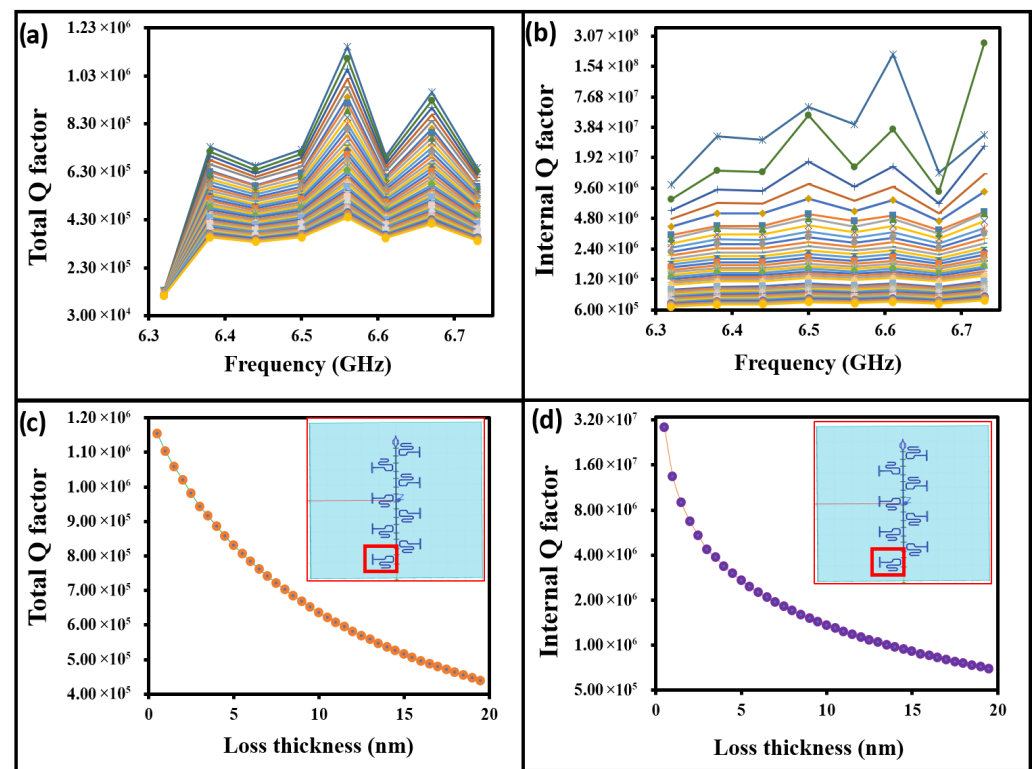 (a)
1.23 ×10⁶
1.03 ×10⁶
8.30 ×10⁵
6.30 ×10⁵
4.30 ×10⁵
2.30 ×10⁵
3.00 ×10⁴
Total Q factor
6.3 6.4 6.5 6.6 6.7
Frequency (GHz)
(b)
3.07 ×10⁸
1.54 ×10⁸
7.68 ×10⁷
3.84 ×10⁷
1.92 ×10⁷
9.60 ×10⁶
4.80 ×10⁶
2.40 ×10⁶
1.20 ×10⁶
6.00 ×10⁵
Internal Q factor
6.3 6.4 6.5 6.6 6.7
Frequency (GHz)
(c)
1.20 ×10⁶
1.10 ×10⁶
1.00 ×10⁶
9.00 ×10⁵
8.00 ×10⁵
7.00 ×10⁵
6.00 ×10⁵
5.00 ×10⁵
4.00 ×10⁵
Total Q factor
0 5 10 15 20
Loss thickness (nm)
(d)
3.20 ×10⁷
1.60 ×10⁷
8.00 ×10⁶
4.00 ×10⁶
2.00 ×10⁶
1.00 ×10⁶
5.00 ×10⁵
Internal Q factor
0 5 10 15 20
Loss thickness (nm)